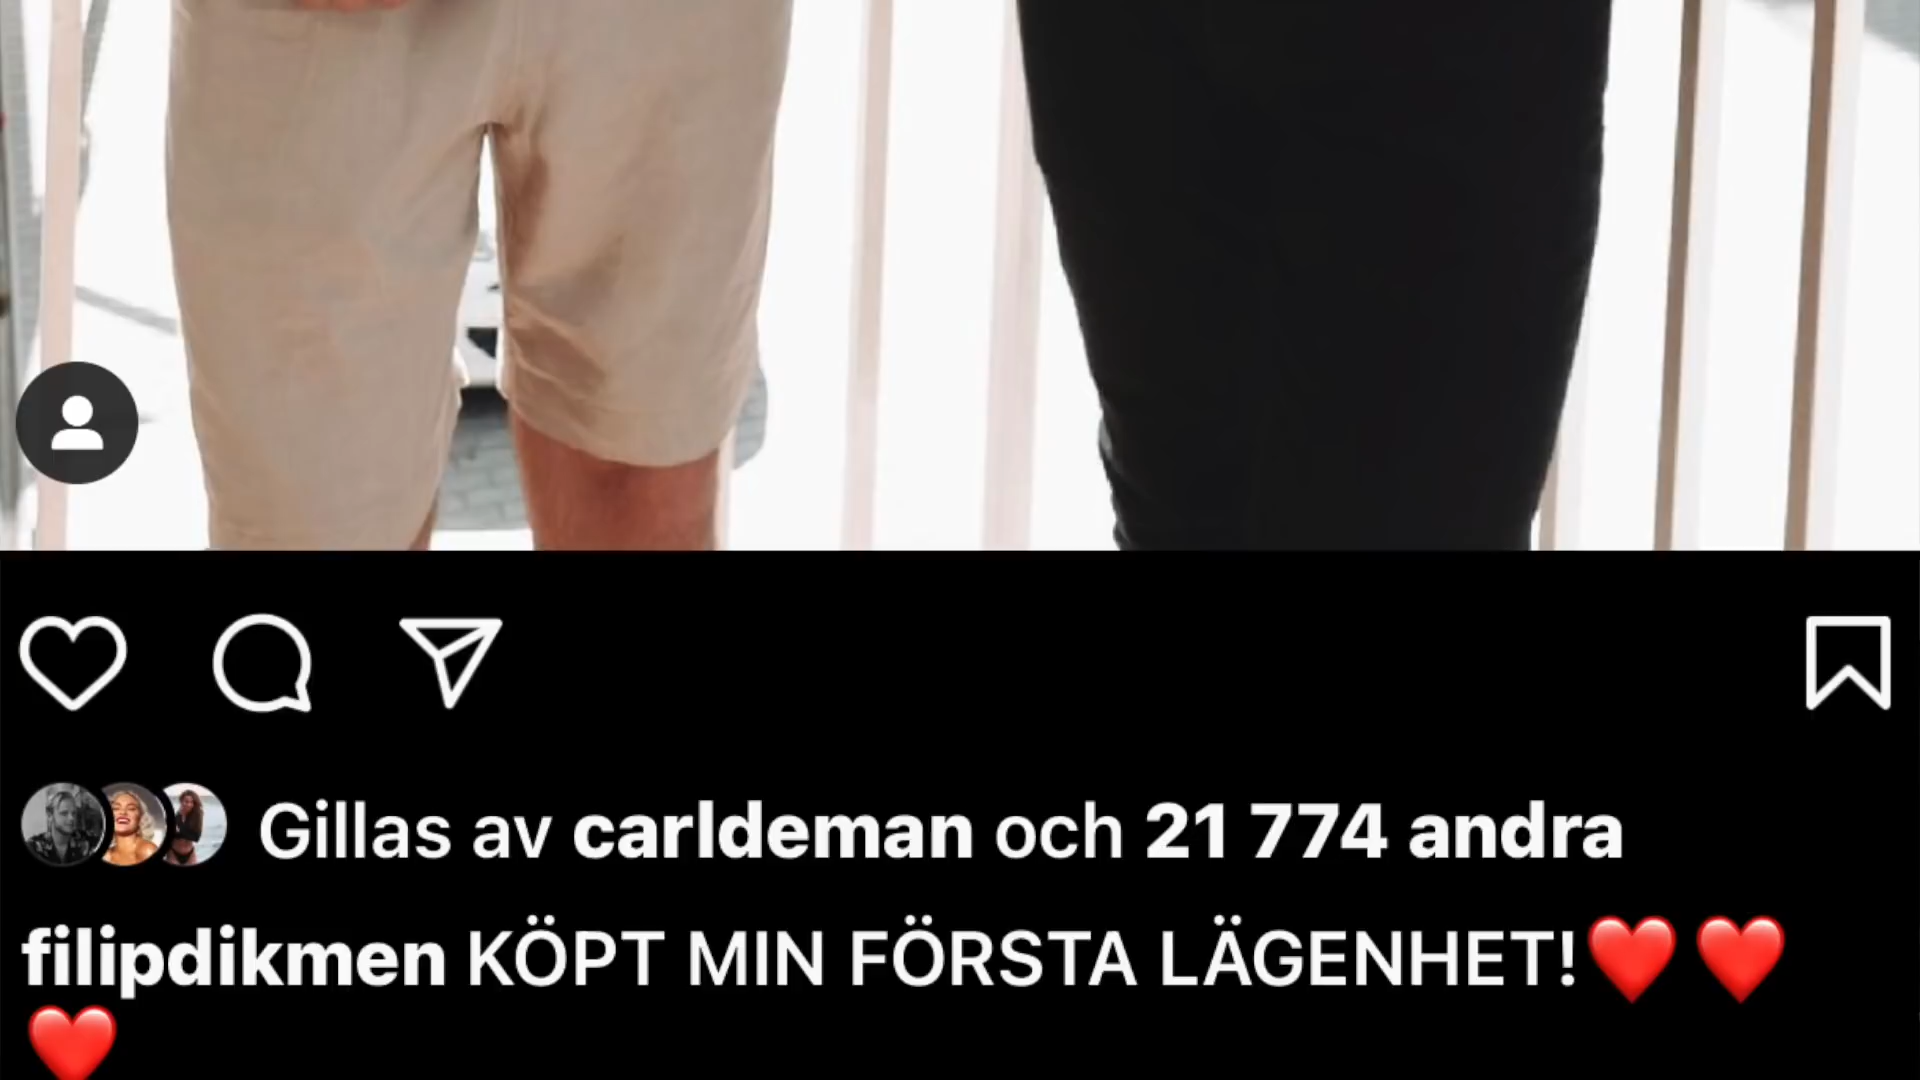 Gillas av carldeman och 21 774 andra
filipdikmen KÖPT MIN FÖRSTA LÄGENHET!❤️❤️
❤️